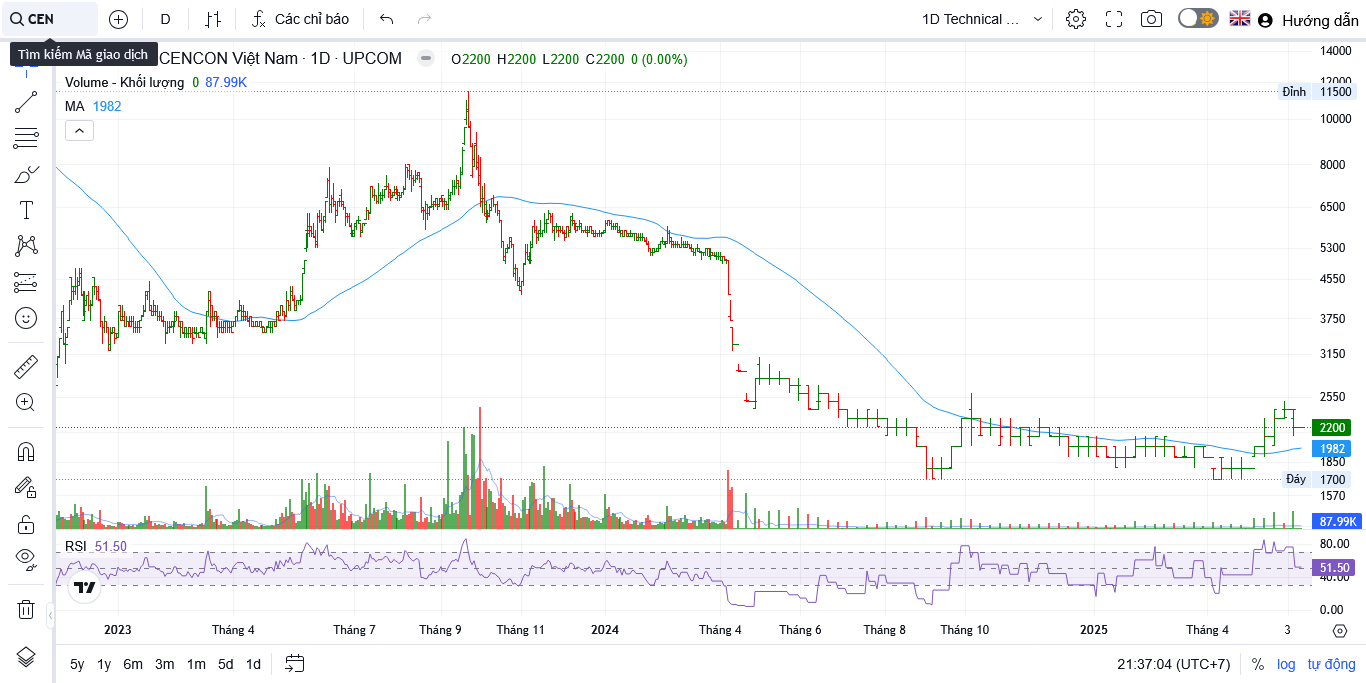 CEN
D
Các chỉ báo
1D Technical ...
Hướng dẫn
Tìm kiếm Mã giao dịch
CENCON Việt Nam · 1D · UPCOM
O2200 H2200 L2200 C2200 0 (0.00%)
Volume - Khối lượng 0 87.99K
MA 1982
14000
12000
Đỉnh 11500
10000
8000
6500
5300
4550
3750
3150
2550
2200
1982
1850
Đáy 1700
1570
87.99K
RSI 51.50
80.00
51.50
40.00
0.00
2023 Tháng 4 Tháng 7 Tháng 9 Tháng 11 2024 Tháng 4 Tháng 6 Tháng 8 Tháng 10 2025 Tháng 4 3
5y 1y 6m 3m 1m 5d 1d
21:37:04 (UTC+7) % log tự động